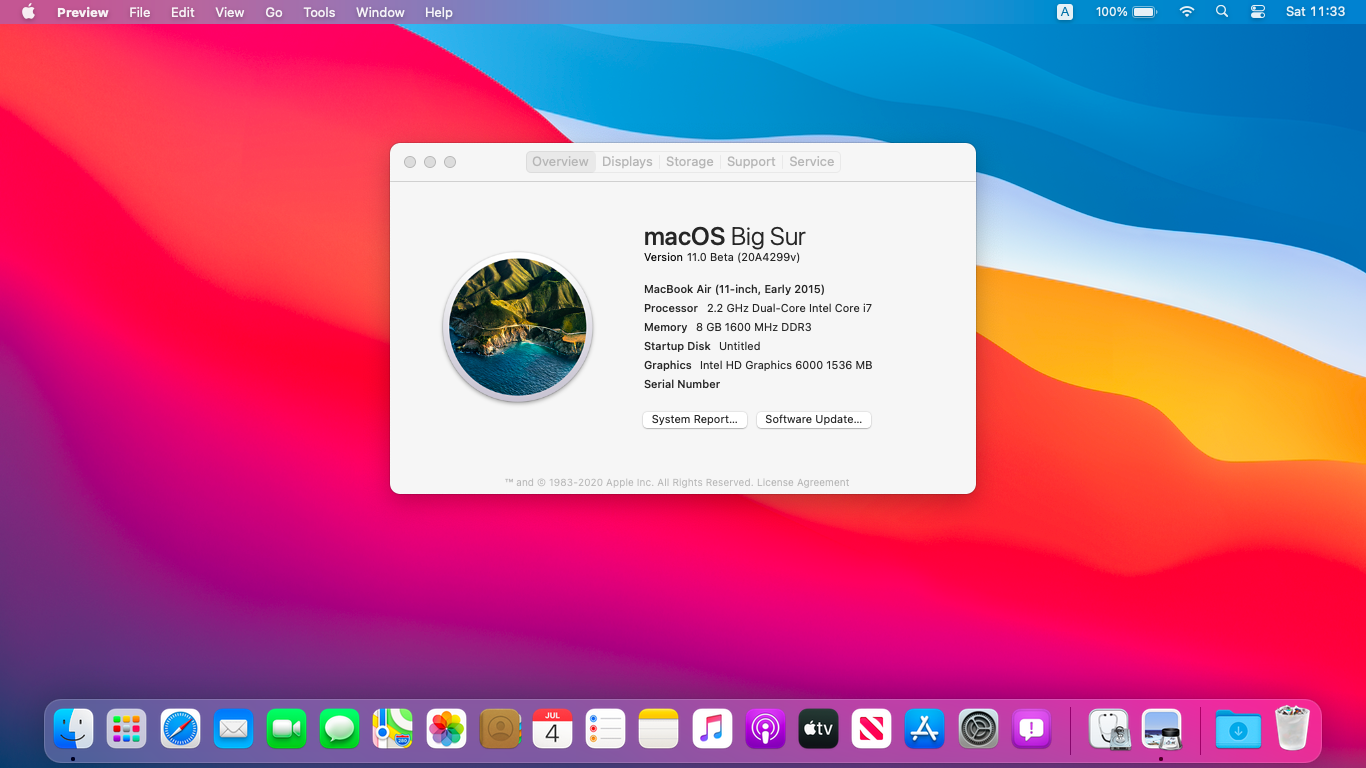 Preview File Edit View Go Tools Window Help A 100% Sat 11:33
Overview Displays Storage Support Service
macOS Big Sur
Version 11.0 Beta (20A4299v)
MacBook Air (11-inch, Early 2015)
Processor 2.2 GHz Dual-Core Intel Core i7
Memory 8 GB 1600 MHz DDR3
Startup Disk Untitled
Graphics Intel HD Graphics 6000 1536 MB
Serial Number
System Report... Software Update...
™ and © 1983-2020 Apple Inc. All Rights Reserved. License Agreement
JUL
4
tv